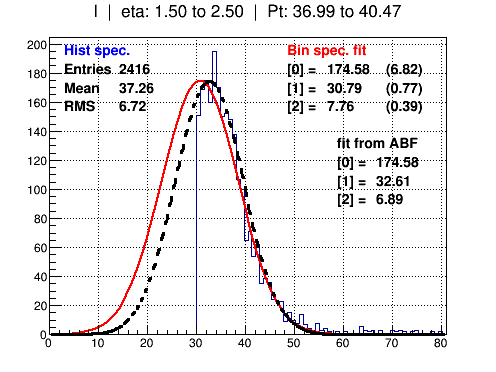 I | eta: 1.50 to 2.50 | Pt: 36.99 to 40.47
Hist spec.
Entries 2416
Mean 37.26
RMS 6.72
Bin spec. fit
[0] = 174.58 (6.82)
[1] = 30.79 (0.77)
[2] = 7.76 (0.39)
fit from ABF
[0] = 174.58
[1] = 32.61
[2] = 6.89
200
180
160
140
120
100
80
60
40
20
0
0 10 20 30 40 50 60 70 80